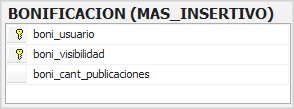 BONIFICACION (MAS_INSERTIVO)
boni_usuario
boni_visibilidad
boni_cant_publicaciones